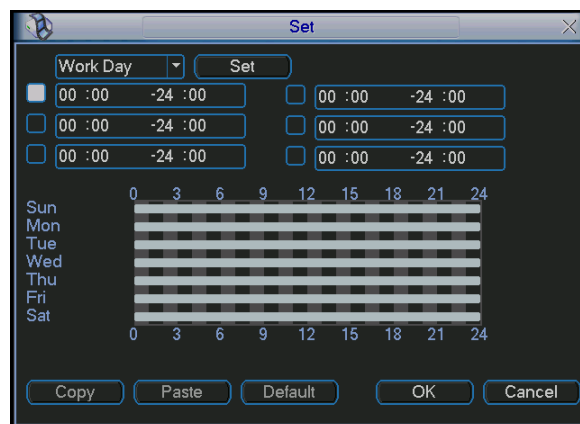 Set
Work Day Set
00 :00 -24 :00 00 :00 -24 :00
00 :00 -24 :00 00 :00 -24 :00
00 :00 -24 :00 00 :00 -24 :00
0 3 6 9 12 15 18 21 24
Sun
Mon
Tue
Wed
Thu
Fri
Sat
0 3 6 9 12 15 18 21 24
Copy Paste Default OK Cancel